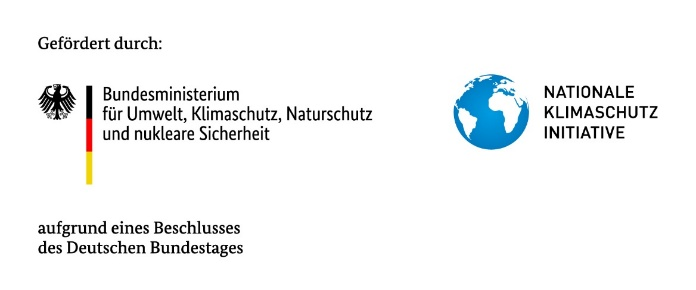 Gefördert durch:
Bundesministerium
für Umwelt, Klimaschutz, Naturschutz
und nukleare Sicherheit
NATIONALE
KLIMASCHUTZ
INITIATIVE
aufgrund eines Beschlusses
des Deutschen Bundestages